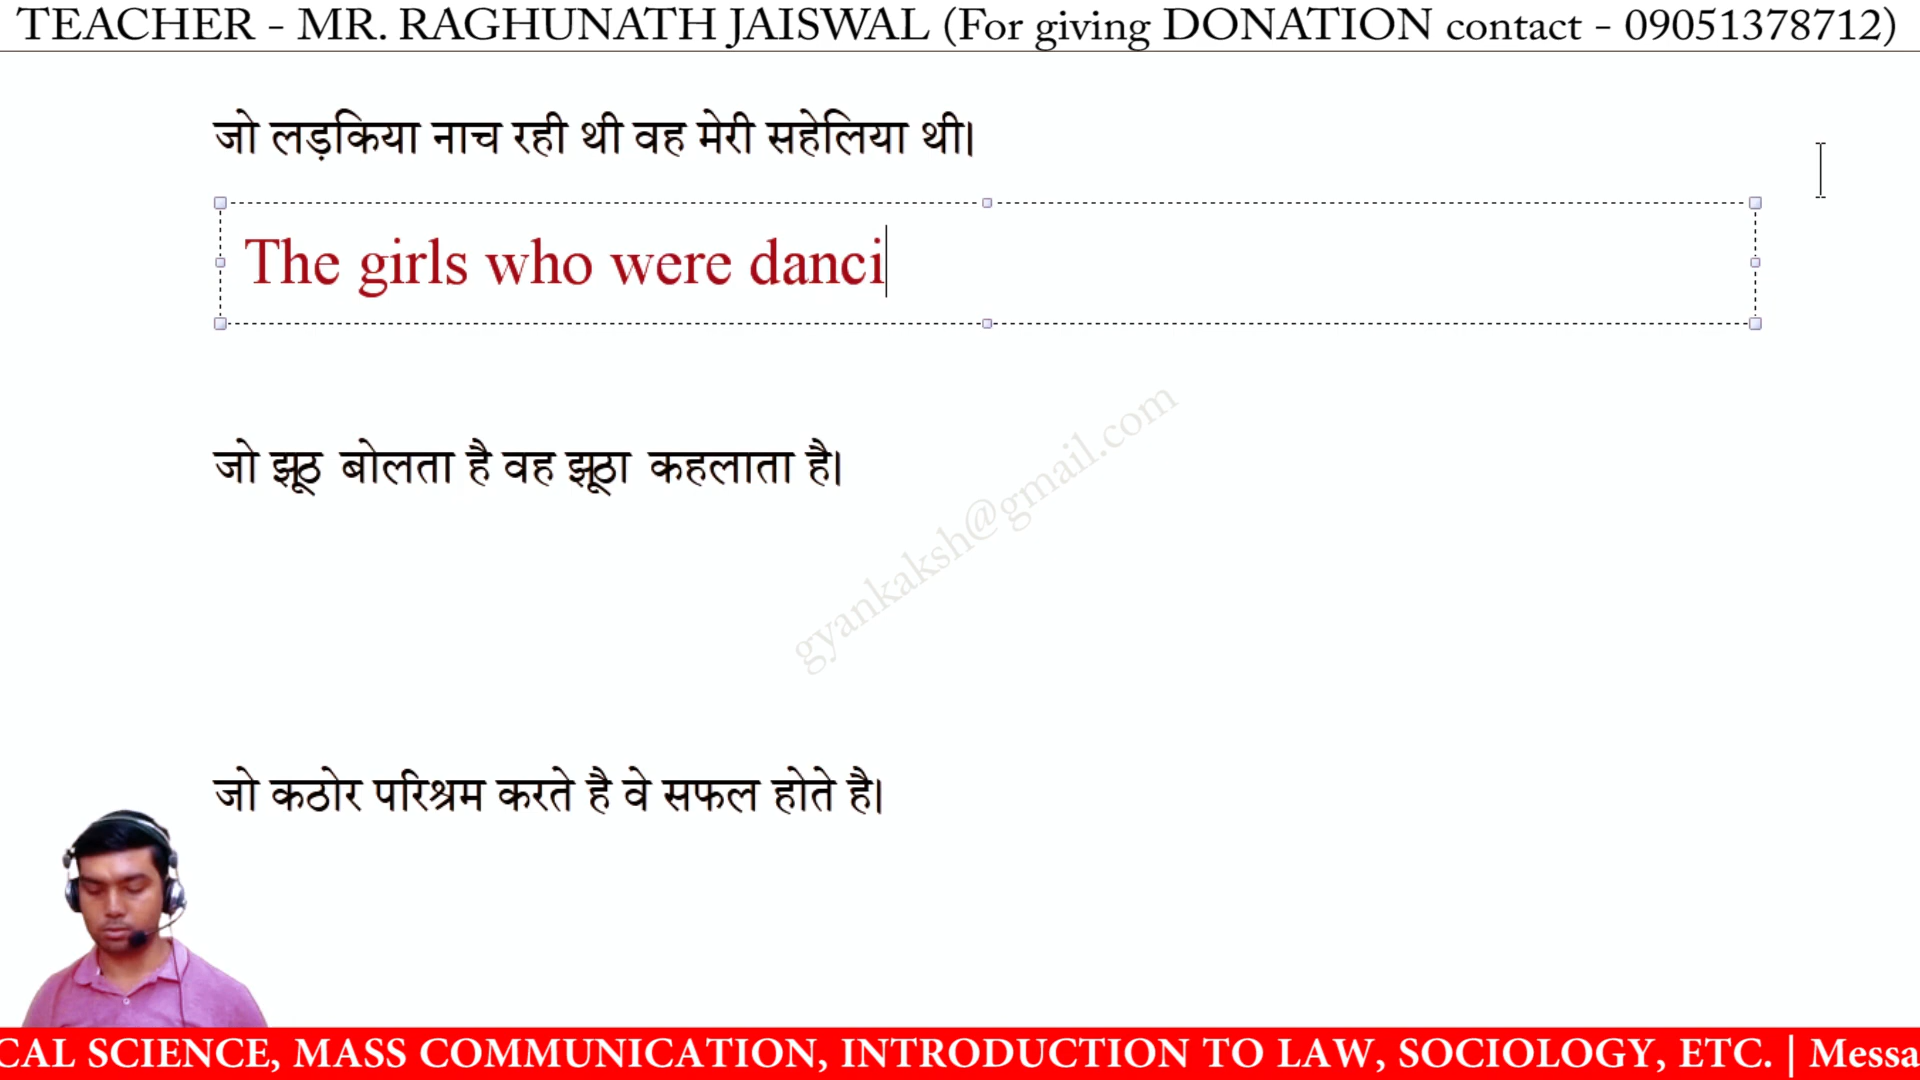 TEACHER - MR. RAGHUNATH JAISWAL (For giving DONATION contact - 09051378712)
जो लड़किया नाच रही थी वह मेरी सहेलिया थी।
The girls who were danci
जो झूठ बोलता है वह झूठा कहलाता है।
gyankaksh@gmail.com
जो कठोर परिश्रम करते है वे सफल होते है।
CAL SCIENCE, MASS COMMUNICATION, INTRODUCTION TO LAW, SOCIOLOGY, ETC. | Messa